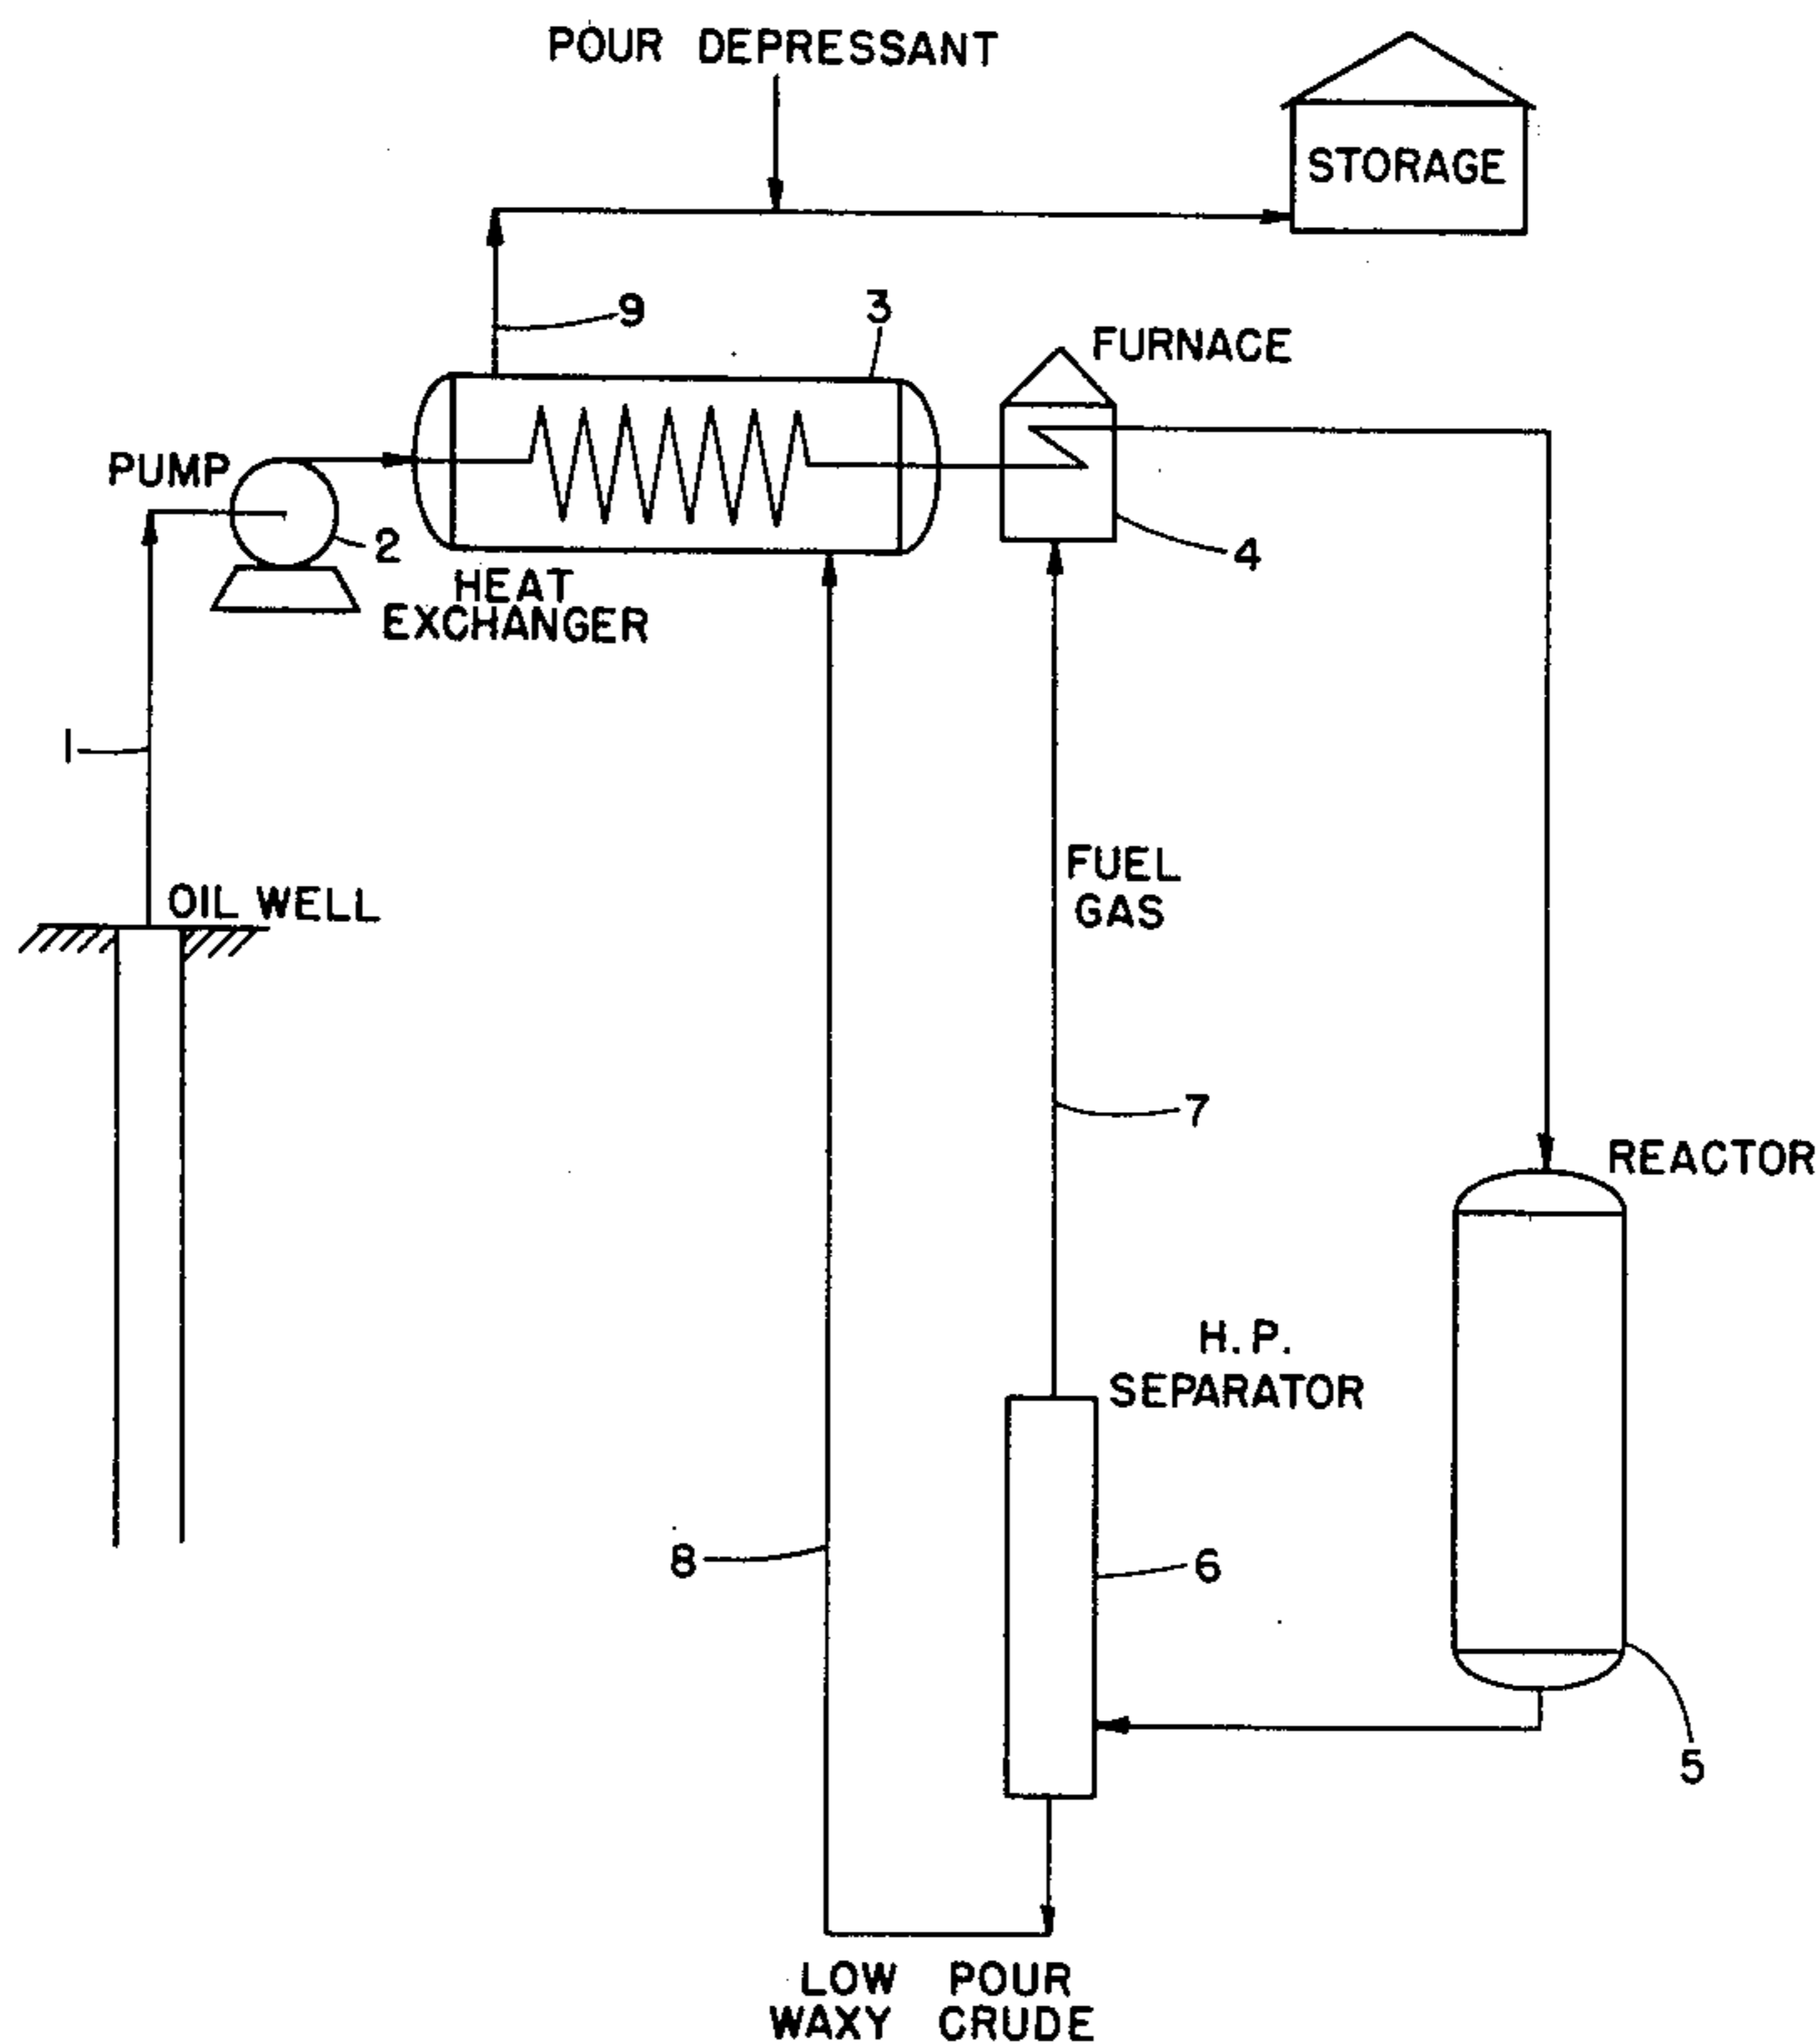 POUR DEPRESSANT
STORAGE
9
3
FURNACE
PUMP
2
4
HEAT
EXCHANGER
1
FUEL
GAS
OIL WELL
7
REACTOR
H.P.
SEPARATOR
8
6
5
LOW POUR
WAXY CRUDE